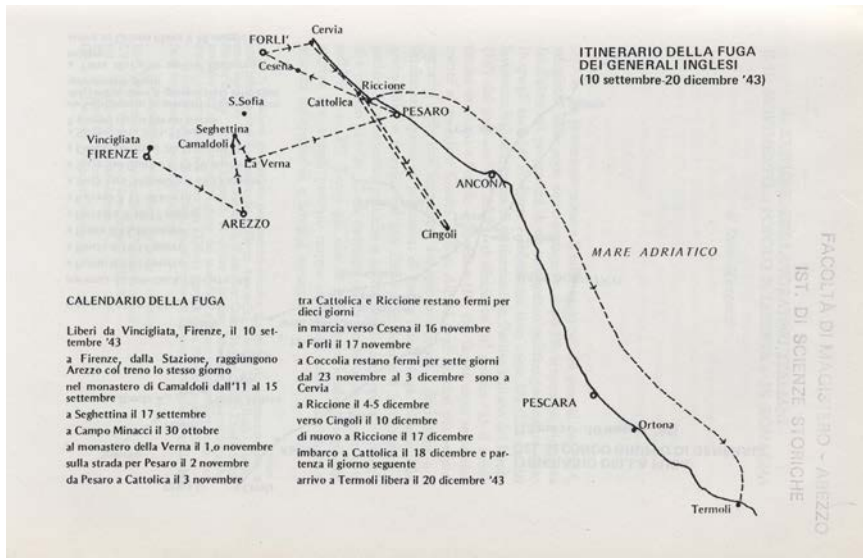 ITINERARIO DELLA FUGA
DEI GENERALI INGLESI
(10 settembre-20 dicembre '43)
Cervia
FORLI'
Cesena
Riccione
Cattolica
PESARO
S.Sofia
Seghettina
Camaldoli
Vincigliata
FIRENZE
La Verna
AREZZO
ANCONA
Cingoli
MARE ADRIATICO
PESCARA
Ortona
Termoli
CALENDARIO DELLA FUGA
Liberi da Vincigliata, Firenze, il 10 set-
tembre '43
a Firenze, dalla Stazione, raggiungono
Arezzo col treno lo stesso giorno
nel monastero di Camaldoli dall'11 al 15
settembre
a Seghettina il 17 settembre
a Campo Minacci il 30 ottobre
al monastero della Verna il 1,o novembre
sulla strada per Pesaro il 2 novembre
da Pesaro a Cattolica il 3 novembre
tra Cattolica e Riccione restano fermi per
dieci giorni
in marcia verso Cesena il 16 novembre
a Forlì il 17 novembre
a Coccolia restano fermi per sette giorni
dal 23 novembre al 3 dicembre sono a
Cervia
a Riccione il 4-5 dicembre
verso Cingoli il 10 dicembre
di nuovo a Riccione il 17 dicembre
imbarco a Cattolica il 18 dicembre e par-
tenza il giorno seguente
arrivo a Termoli libera il 20 dicembre '43
FACOLTÀ DI MAGISTERO - AREZZO
IST. DI SCIENZE STORICHE